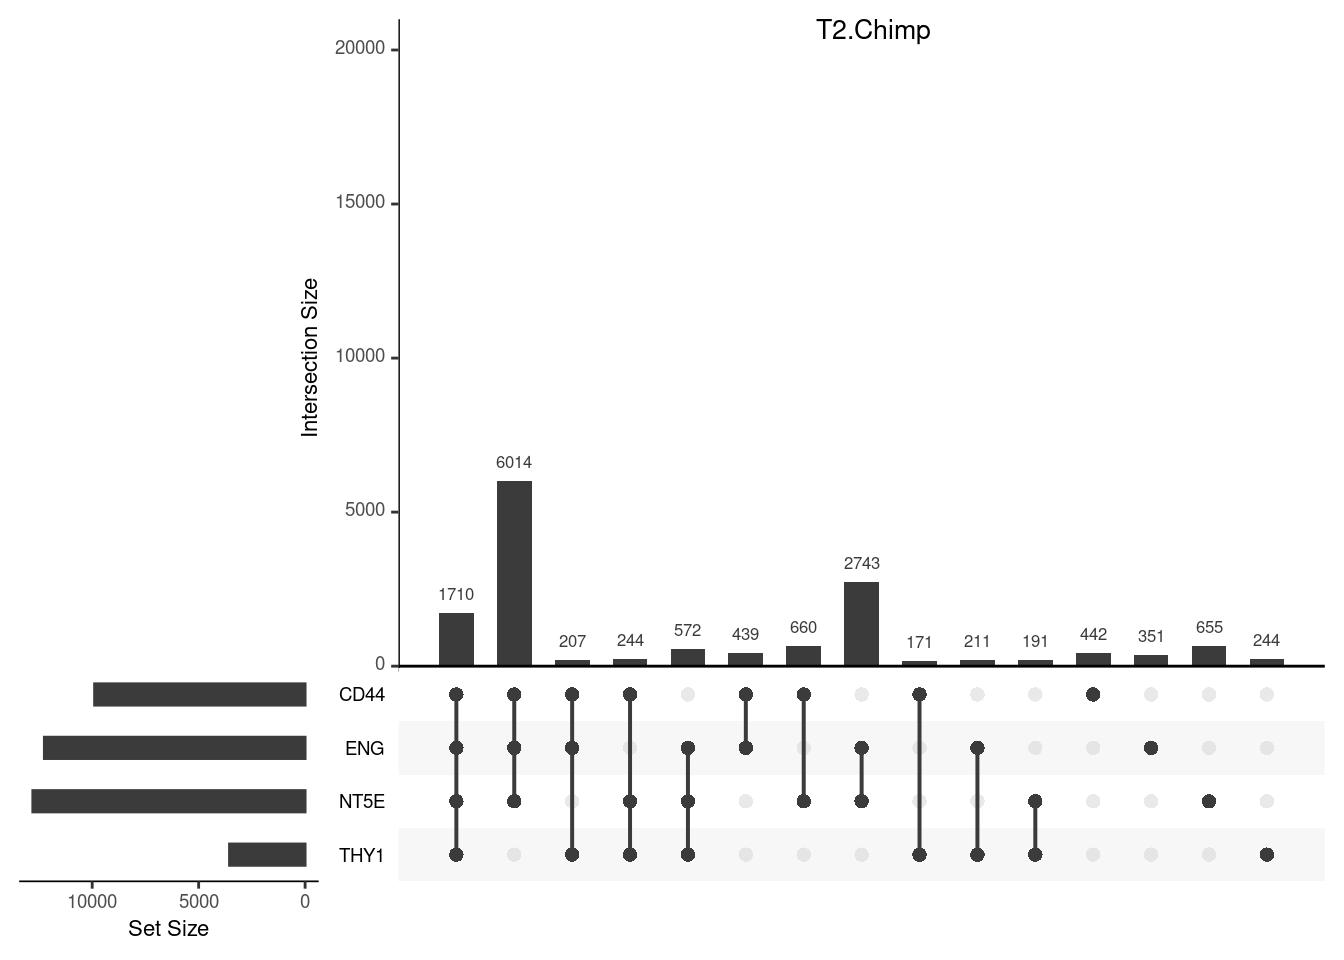 T2.Chimp
20000
15000
10000
5000
0
Intersection Size
1710 6014 207 244 572 439 660 2743 171 211 191 442 351 655 244
CD44
ENG
NT5E
THY1
10000 5000 0
Set Size